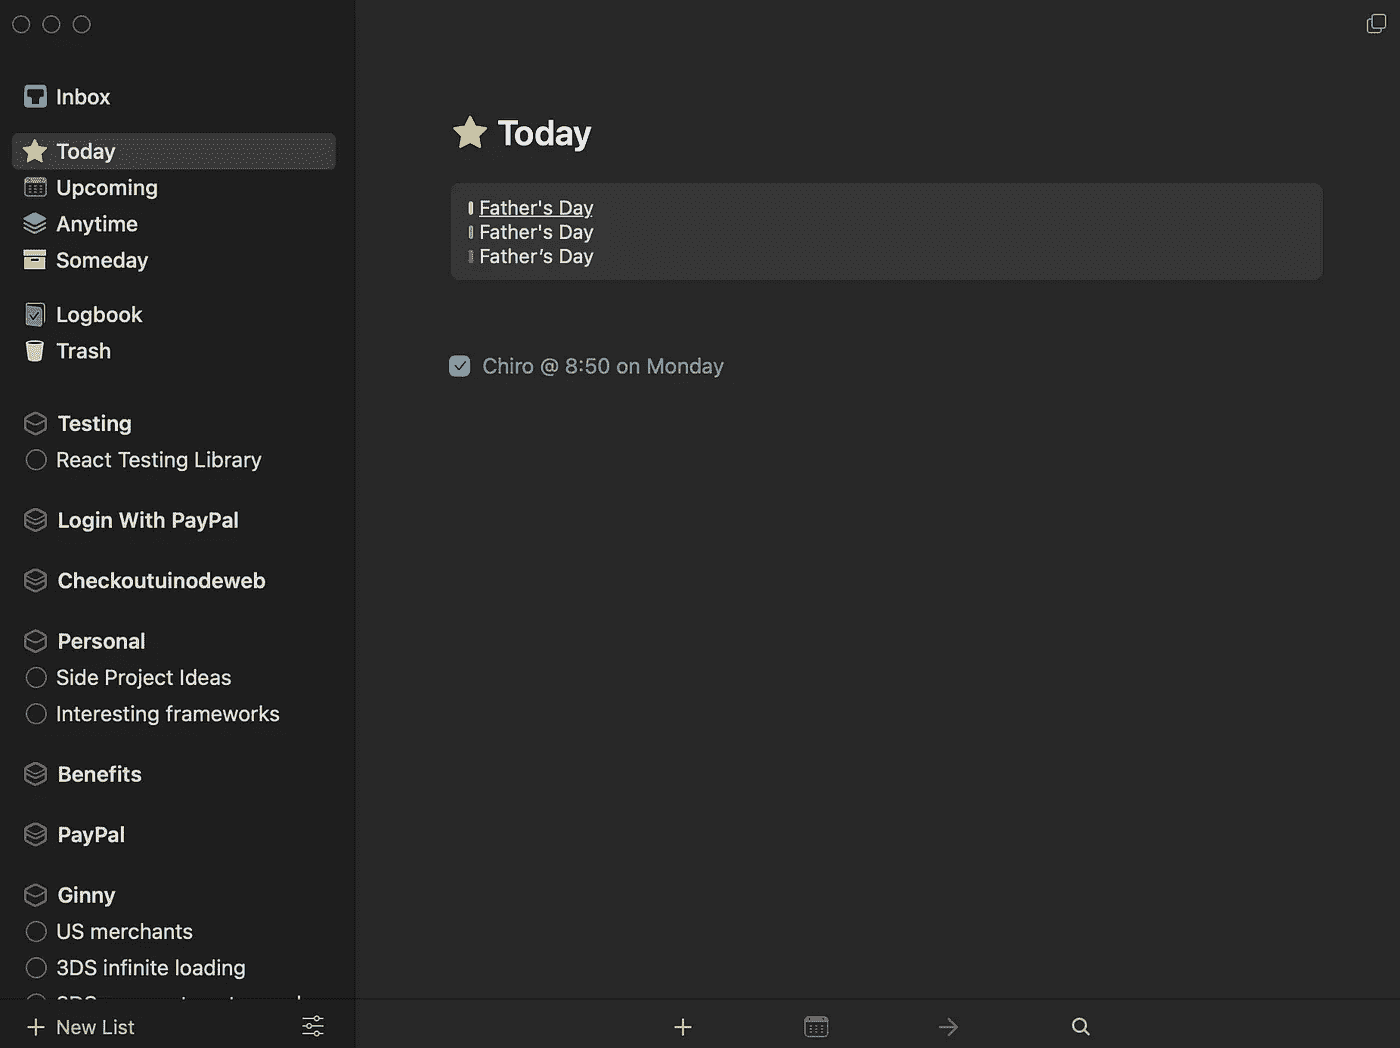 Inbox
Today
Upcoming
Anytime
Someday
Logbook
Trash
Testing
React Testing Library
Login With PayPal
Checkoutuinodeweb
Personal
Side Project Ideas
Interesting frameworks
Benefits
PayPal
Ginny
US merchants
3DS infinite loading
New List
Today
Father's Day
Father's Day
Father’s Day
Chiro @ 8:50 on Monday